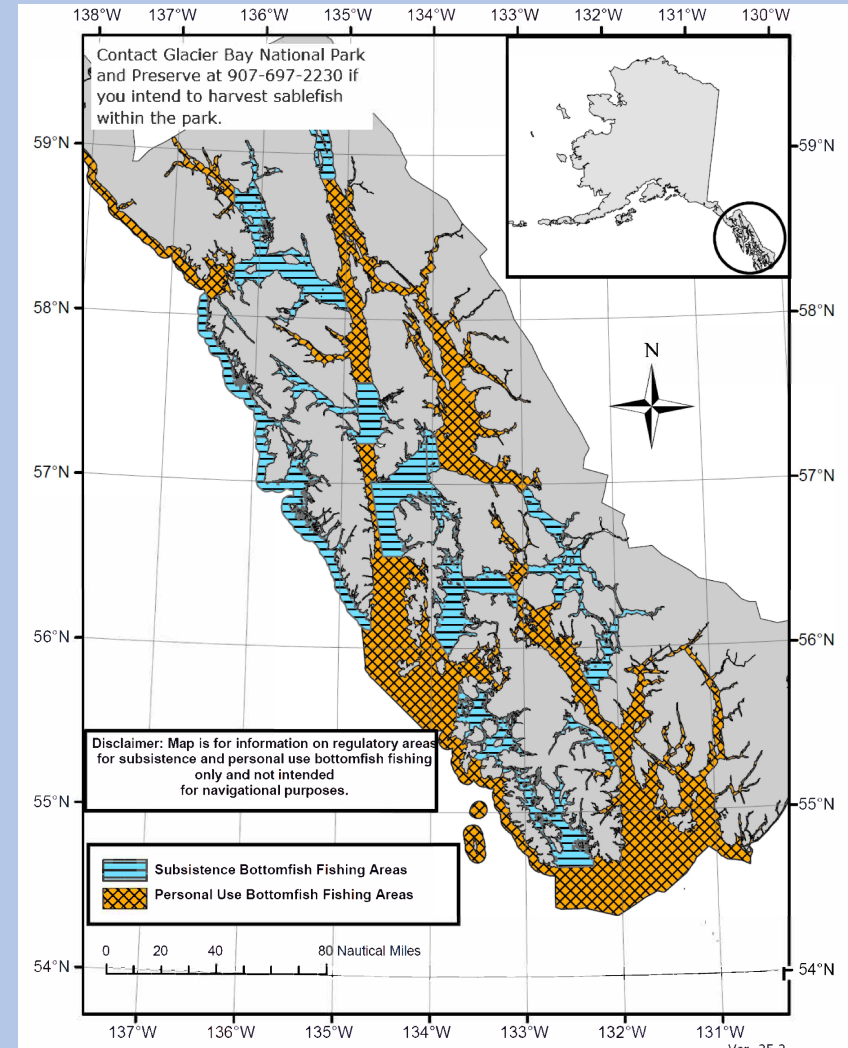 138°W 137°W 136°W 135°W 134°W 133°W 132°W 131°W 130°W
Contact Glacier Bay National Park
and Preserve at 907-697-2230 if
you intend to harvest sablefish
within the park.
59°N 59°N
58°N 58°N
N
57°N 57°N
56°N 56°N
Disclaimer: Map is for information on regulatory areas
for subsistence and personal use bottomfish fishing
only and not intended
for navigational purposes.
55°N 55°N
Subsistence Bottomfish Fishing Areas
Personal Use Bottomfish Fishing Areas
0 20 40 80 Nautical Miles
54°N 54°N
137°W 136°W 135°W 134°W 133°W 132°W 131°W